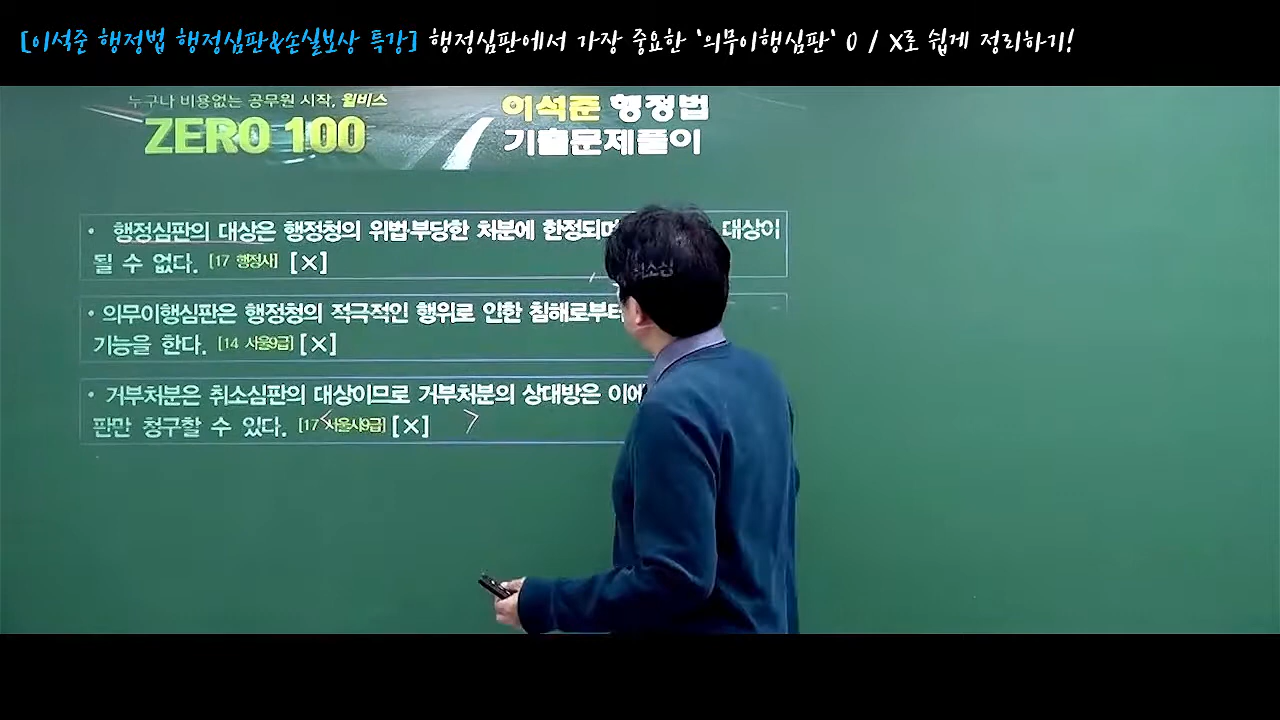 [이석준 행정법 행정심판&손실보상 특강] 행정심판에서 가장 중요한 '의무이행심판' O / X로 쉽게 정리하기!
누구나 비용없는 공무원 시작, 윌비스
ZERO 100
이석준 행정법
기출문제풀이
• 행정심판의 대상은 행정청의 위법·부당한 처분에 한정되며 대상이
될 수 없다. [17 행정사] [×]
• 의무이행심판은 행정청의 적극적인 행위로 인한 침해로부터
기능을 한다. [14 서울9급] [×]
• 거부처분은 취소심판의 대상이므로 거부처분의 상대방은 이에
판만 청구할 수 있다. [17 서울시9급] [×]